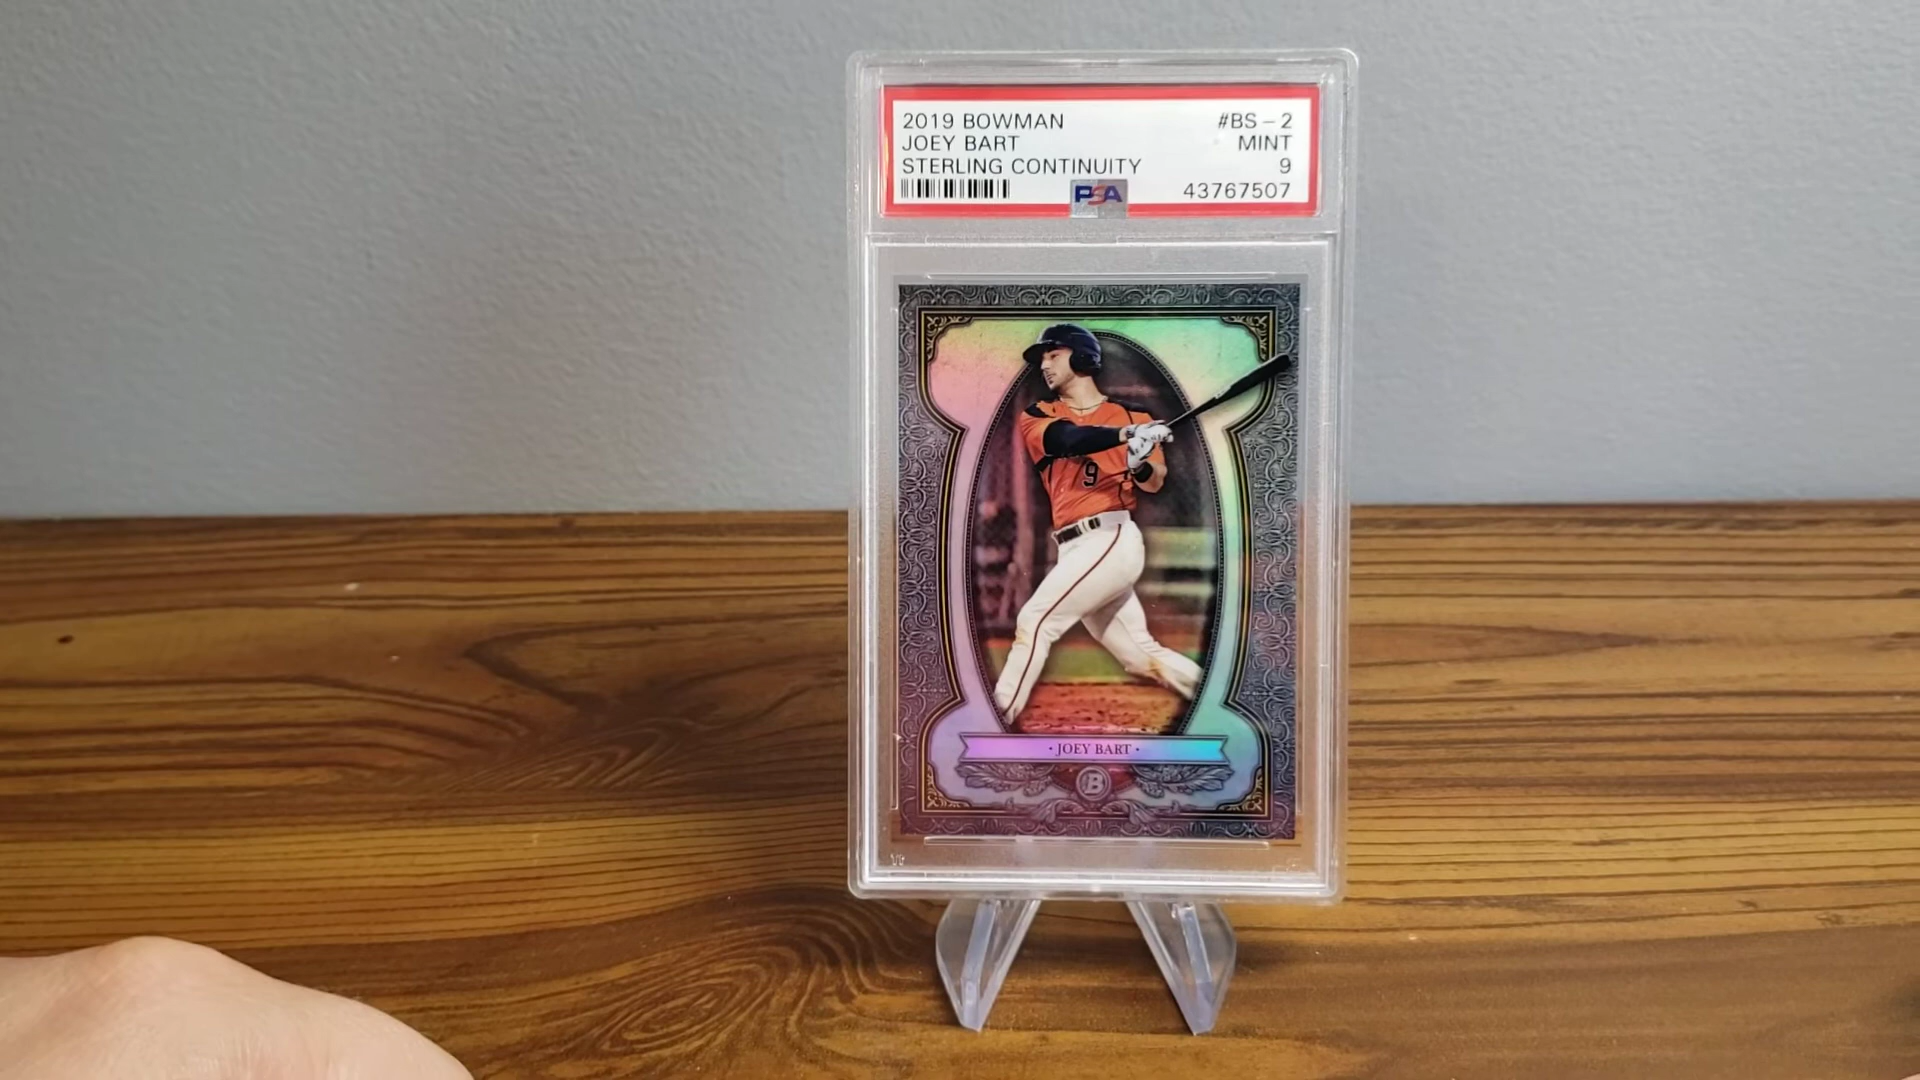 2019 BOWMAN #BS-2
JOEY BART MINT
STERLING CONTINUITY 9
PSA 43767507
9
• JOEY BART •
B